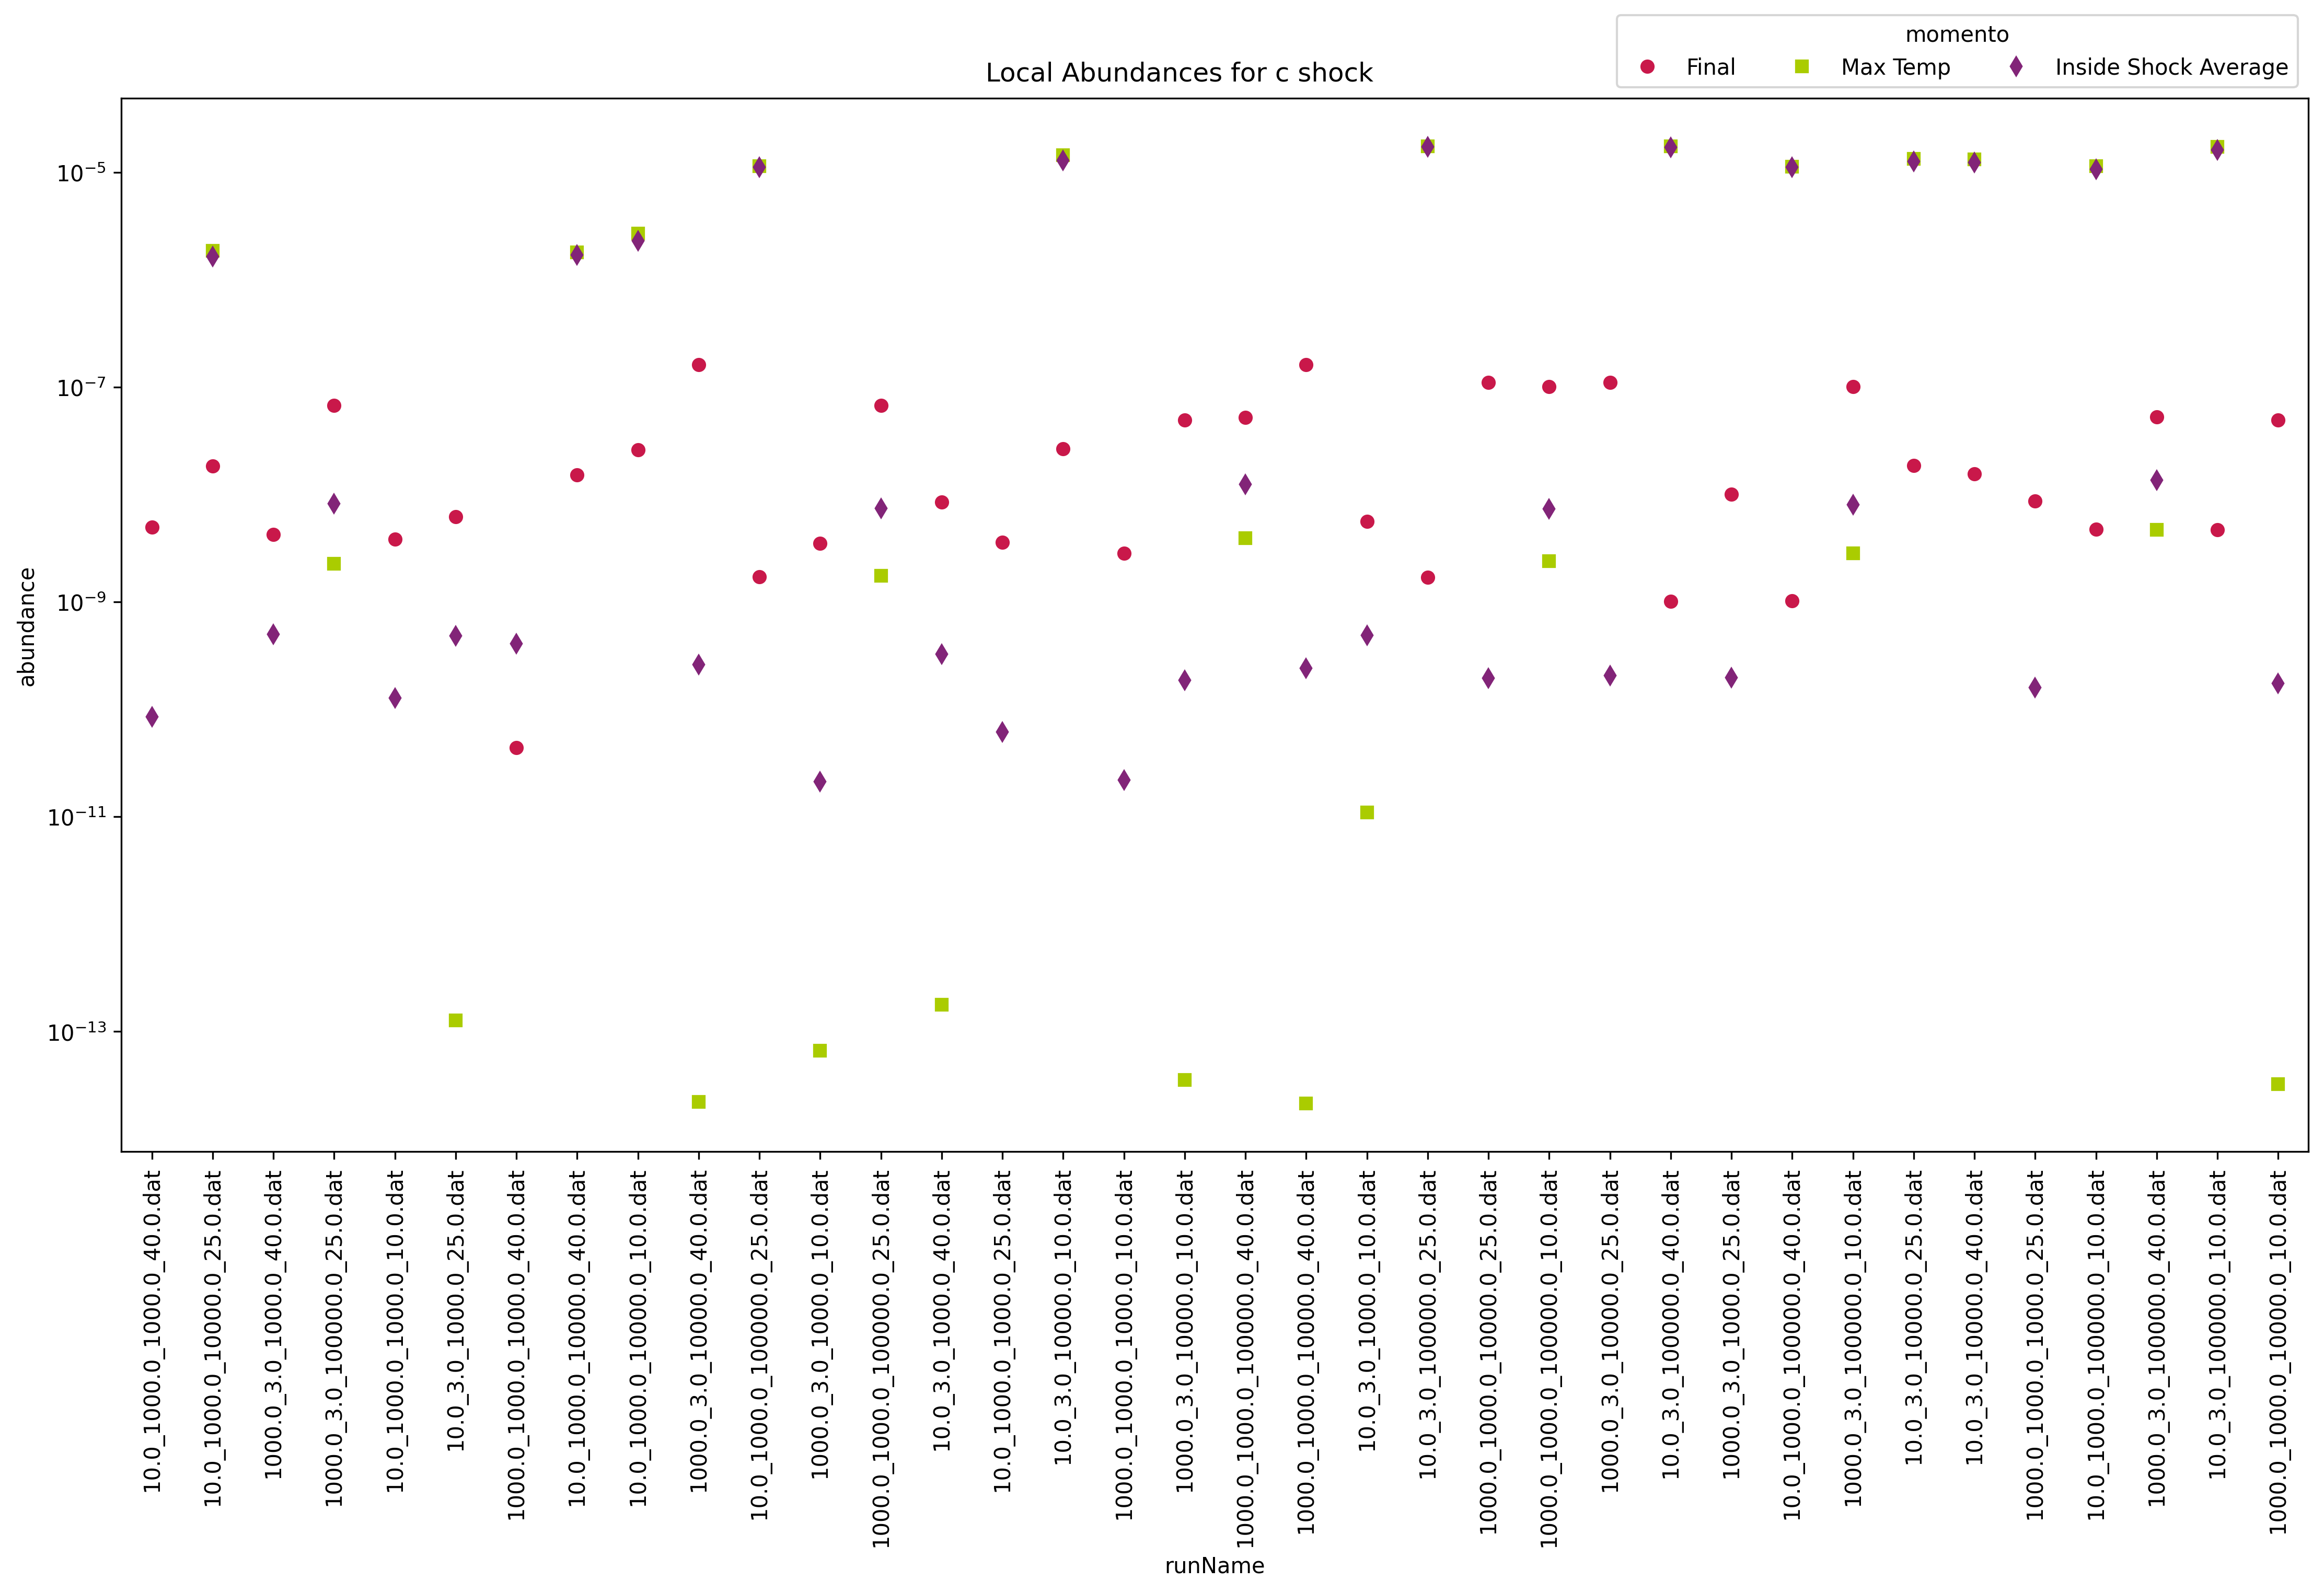 momento
Final Max Temp Inside Shock Average
Local Abundances for c shock
10⁻⁵
10⁻⁷
10⁻⁹
10⁻¹¹
10⁻¹³
abundance
10.0_1000.0_1000.0_40.0.dat
10.0_1000.0_10000.0_25.0.dat
1000.0_3.0_1000.0_40.0.dat
1000.0_3.0_100000.0_25.0.dat
10.0_1000.0_1000.0_10.0.dat
10.0_3.0_1000.0_25.0.dat
1000.0_1000.0_1000.0_40.0.dat
10.0_1000.0_10000.0_40.0.dat
10.0_1000.0_10000.0_10.0.dat
1000.0_3.0_10000.0_40.0.dat
10.0_1000.0_100000.0_25.0.dat
1000.0_3.0_1000.0_10.0.dat
1000.0_1000.0_100000.0_25.0.dat
10.0_3.0_1000.0_40.0.dat
10.0_1000.0_1000.0_25.0.dat
10.0_3.0_10000.0_10.0.dat
1000.0_1000.0_1000.0_10.0.dat
1000.0_3.0_10000.0_10.0.dat
1000.0_1000.0_100000.0_40.0.dat
1000.0_1000.0_10000.0_40.0.dat
10.0_3.0_1000.0_10.0.dat
10.0_3.0_100000.0_25.0.dat
1000.0_1000.0_10000.0_25.0.dat
1000.0_1000.0_100000.0_10.0.dat
1000.0_3.0_10000.0_25.0.dat
10.0_3.0_100000.0_40.0.dat
1000.0_3.0_1000.0_25.0.dat
10.0_1000.0_100000.0_40.0.dat
1000.0_3.0_100000.0_10.0.dat
10.0_3.0_10000.0_25.0.dat
10.0_3.0_10000.0_40.0.dat
1000.0_1000.0_1000.0_25.0.dat
10.0_1000.0_100000.0_10.0.dat
1000.0_3.0_100000.0_40.0.dat
10.0_3.0_100000.0_10.0.dat
1000.0_1000.0_10000.0_10.0.dat
runName